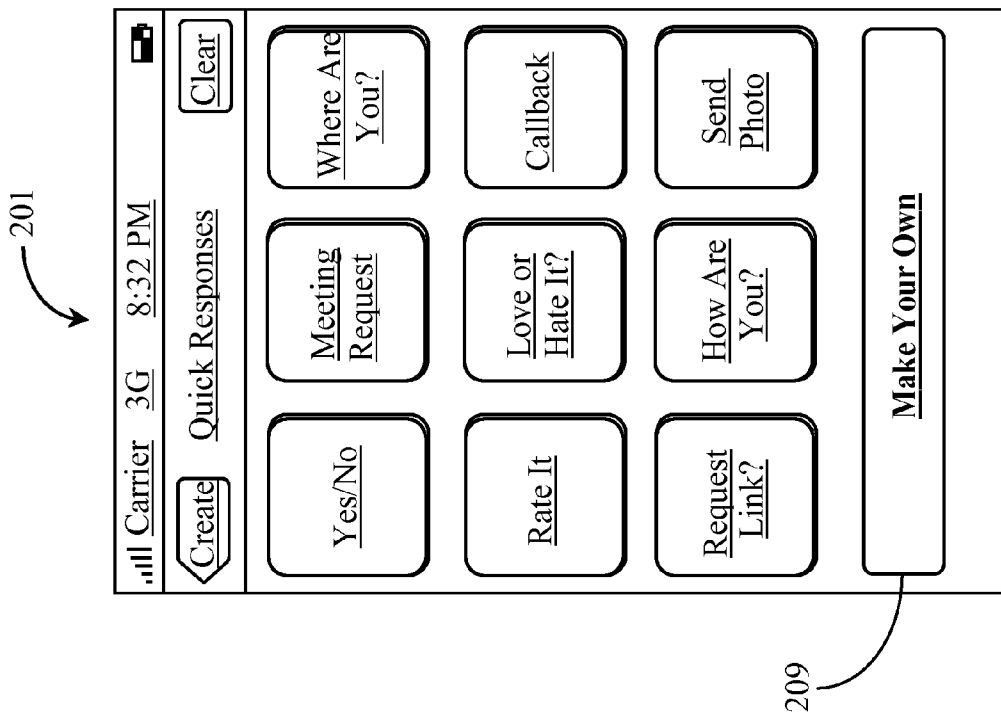 201
Carrier 3G 8:32 PM
Create Quick Responses Clear
Yes/No
Meeting
Request
Where Are
You?
Rate It
Love or
Hate It?
Callback
Request
Link?
How Are
You?
Send
Photo
Make Your Own
209